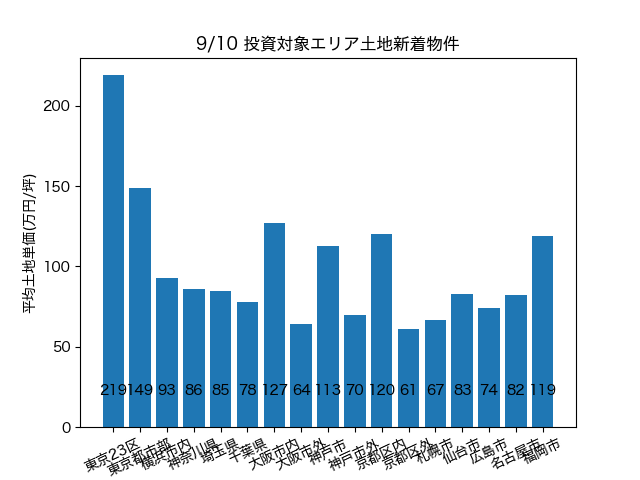 9/10 投資対象エリア土地新着物件
平均土地単価(万円/坪)
200
150
100
50
0
219 149 93 86 85 78 127 64 113 70 120 61 67 83 74 82 119
東京23区
東京都市部
横浜市内
神奈川県
埼玉県
千葉県
大阪市内
大阪市外
神戸市
神戸市外
京都区内
京都区外
札幌市
仙台市
広島市
名古屋市
福岡市